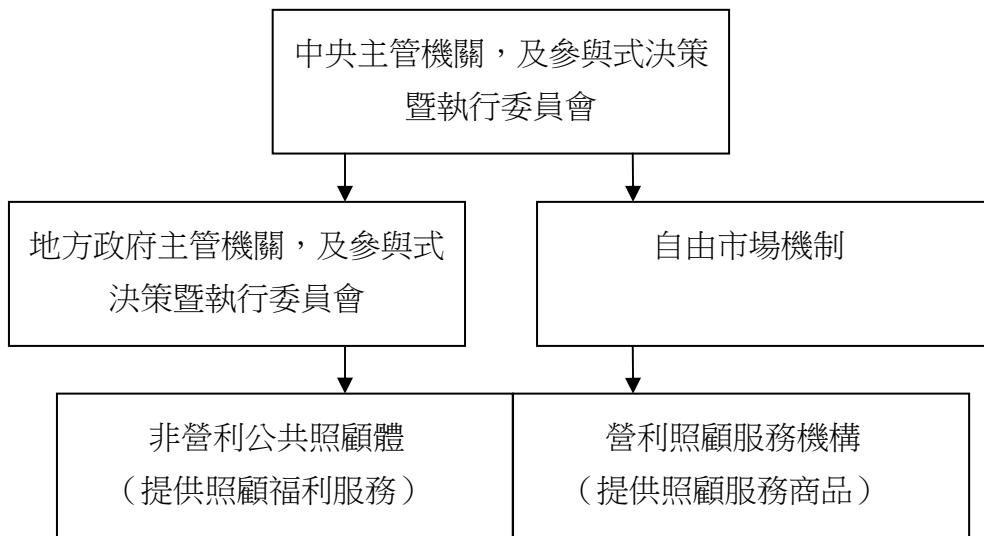 中央主管機關，及參與式決策
暨執行委員會
地方政府主管機關，及參與式
決策暨執行委員會
自由市場機制
非營利公共照顧體
（提供照顧福利服務）
營利照顧服務機構
（提供照顧服務商品）